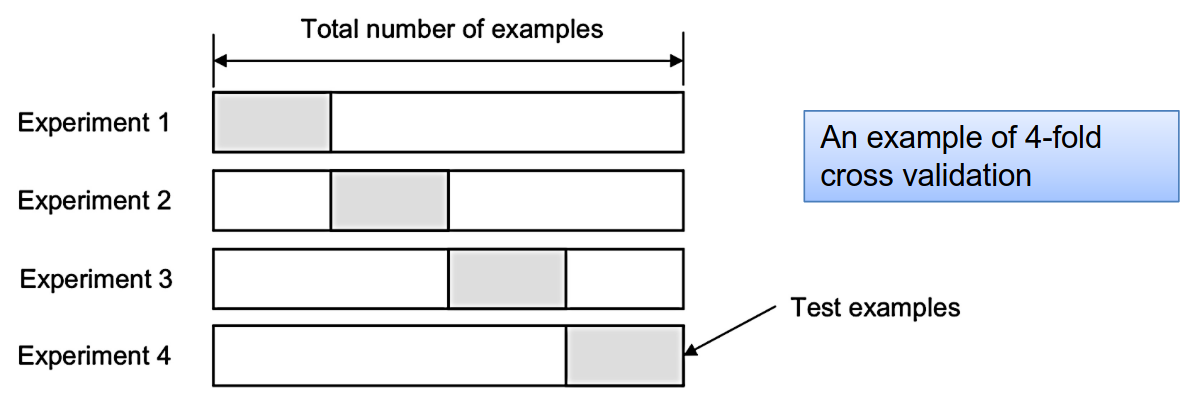 Total number of examples
Experiment 1
An example of 4-fold
cross validation
Experiment 2
Experiment 3
Test examples
Experiment 4